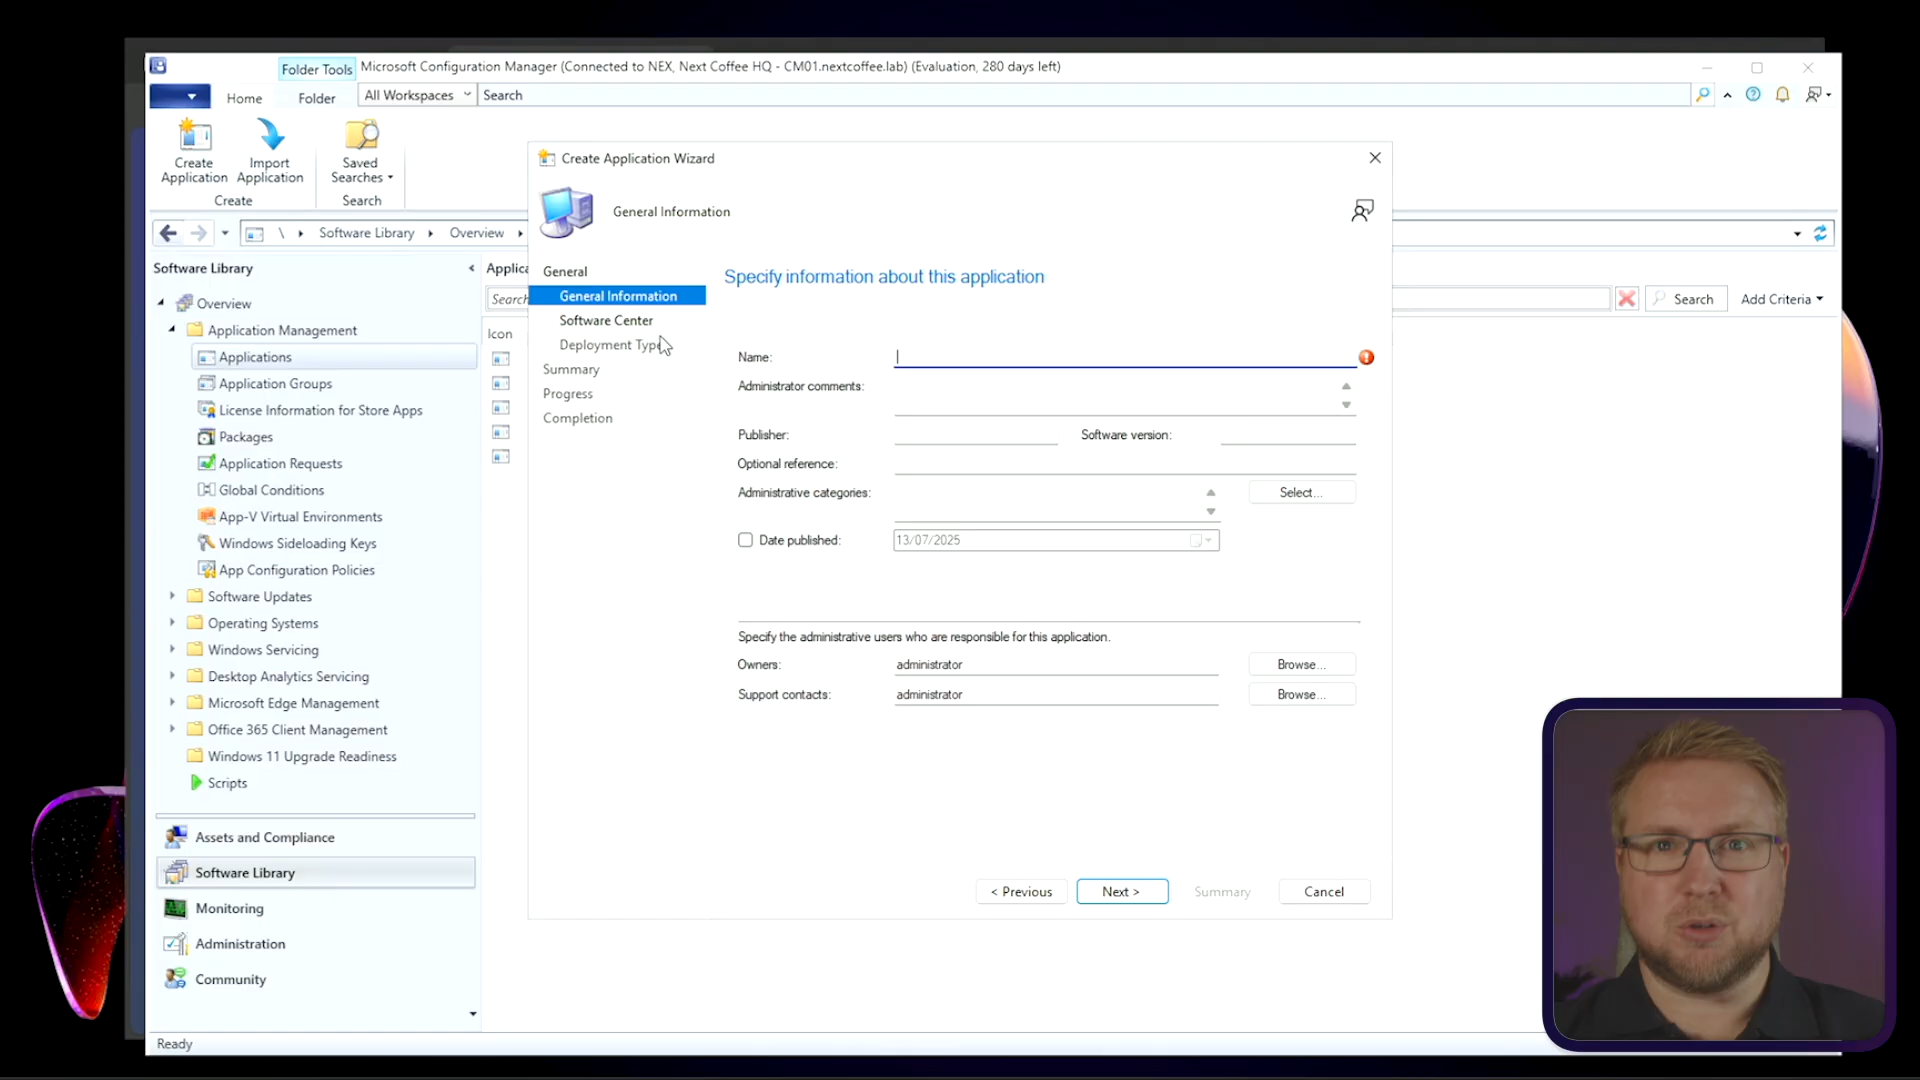 Folder Tools
Microsoft Configuration Manager (Connected to NEX, Next Coffee HQ - CM01.nextcoffee.lab) (Evaluation, 280 days left)
Home
Folder
All Workspaces
Search
Create Application
Import Application
Saved Searches
Create
Search
\
Software Library
Overview
Software Library
Overview
Application Management
Applications
Application Groups
License Information for Store Apps
Packages
Application Requests
Global Conditions
App-V Virtual Environments
Windows Sideloading Keys
App Configuration Policies
Software Updates
Operating Systems
Windows Servicing
Desktop Analytics Servicing
Microsoft Edge Management
Office 365 Client Management
Windows 11 Upgrade Readiness
Scripts
Assets and Compliance
Software Library
Monitoring
Administration
Community
Ready
Applica
Search
Icon
Search
Add Criteria
Create Application Wizard
General Information
General
General Information
Software Center
Deployment Type
Summary
Progress
Completion
Specify information about this application
Name:
Administrator comments:
Publisher:
Software version:
Optional reference:
Administrative categories:
Select...
Date published:
13/07/2025
Specify the administrative users who are responsible for this application.
Owners:
administrator
Browse...
Support contacts:
administrator
Browse...
< Previous
Next >
Summary
Cancel